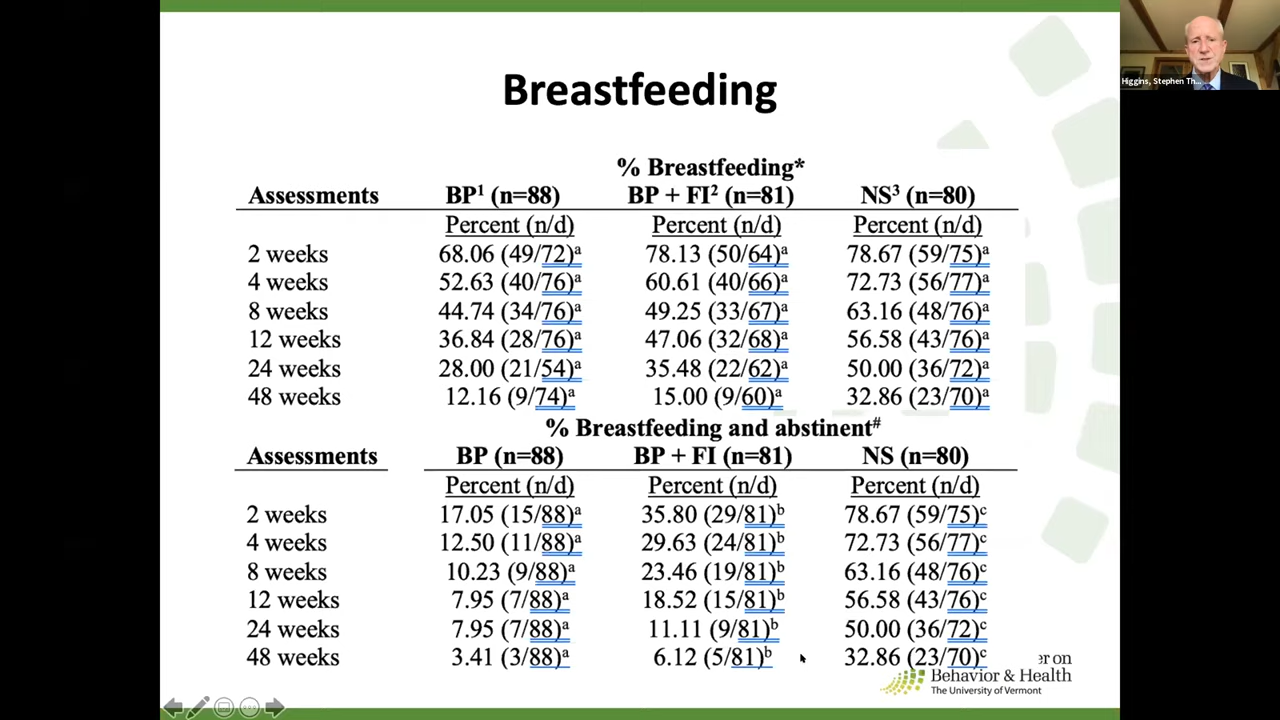 Higgins, Stephen Th...
Breastfeeding
% Breastfeeding*
Assessments BP¹ (n=88) BP + FI² (n=81) NS³ (n=80)
Percent (n/d) Percent (n/d) Percent (n/d)
2 weeks 68.06 (49/72)ᵃ 78.13 (50/64)ᵃ 78.67 (59/75)ᵃ
4 weeks 52.63 (40/76)ᵃ 60.61 (40/66)ᵃ 72.73 (56/77)ᵃ
8 weeks 44.74 (34/76)ᵃ 49.25 (33/67)ᵃ 63.16 (48/76)ᵃ
12 weeks 36.84 (28/76)ᵃ 47.06 (32/68)ᵃ 56.58 (43/76)ᵃ
24 weeks 28.00 (21/54)ᵃ 35.48 (22/62)ᵃ 50.00 (36/72)ᵃ
48 weeks 12.16 (9/74)ᵃ 15.00 (9/60)ᵃ 32.86 (23/70)ᵃ
% Breastfeeding and abstinent#
Assessments BP (n=88) BP + FI (n=81) NS (n=80)
Percent (n/d) Percent (n/d) Percent (n/d)
2 weeks 17.05 (15/88)ᵃ 35.80 (29/81)ᵇ 78.67 (59/75)ᶜ
4 weeks 12.50 (11/88)ᵃ 29.63 (24/81)ᵇ 72.73 (56/77)ᶜ
8 weeks 10.23 (9/88)ᵃ 23.46 (19/81)ᵇ 63.16 (48/76)ᶜ
12 weeks 7.95 (7/88)ᵃ 18.52 (15/81)ᵇ 56.58 (43/76)ᶜ
24 weeks 7.95 (7/88)ᵃ 11.11 (9/81)ᵇ 50.00 (36/72)ᶜ
48 weeks 3.41 (3/88)ᵃ 6.12 (5/81)ᵇ 32.86 (23/70)ᶜ
er on
Behavior & Health
The University of Vermont